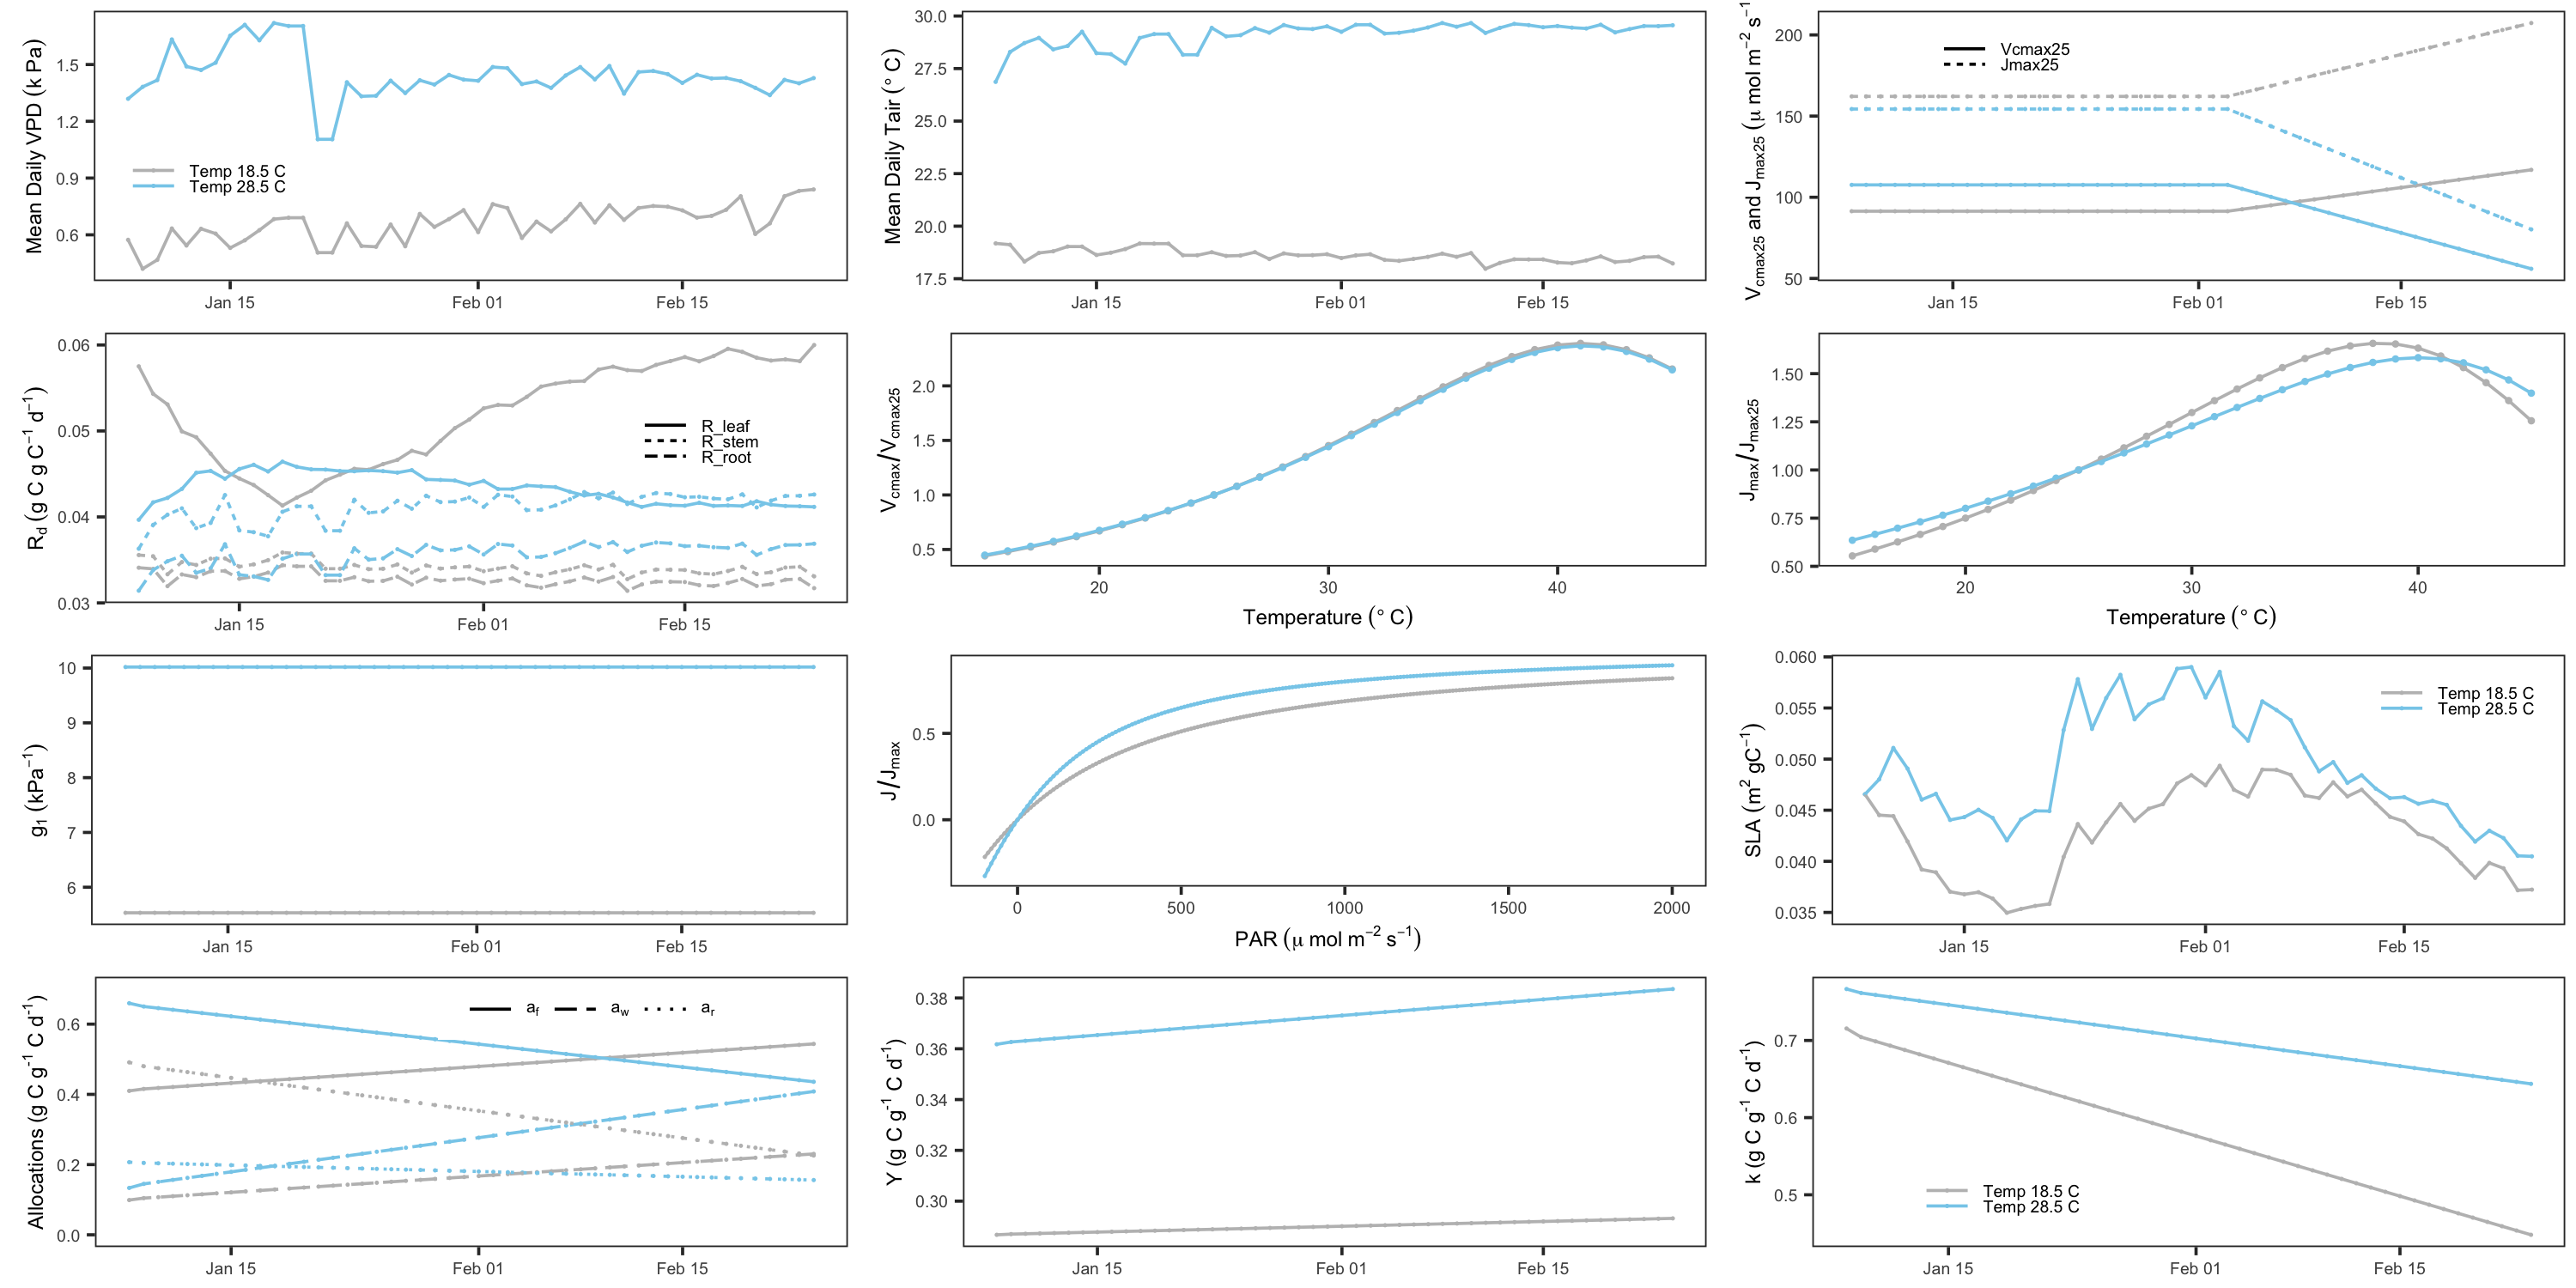 Mean Daily VPD (k Pa)
1.5
1.2
0.9
0.6
Temp 18.5 C
Temp 28.5 C
Jan 15
Feb 01
Feb 15
Mean Daily Tair (° C)
30.0
27.5
25.0
22.5
20.0
17.5
Jan 15
Feb 01
Feb 15
Vcmax25 and Jmax25 (μ mol m−2 s−1
200
150
100
50
Vcmax25
Jmax25
Jan 15
Feb 01
Feb 15
Rd (g C g C−1 d−1)
0.06
0.05
0.04
0.03
R_leaf
R_stem
R_root
Jan 15
Feb 01
Feb 15
Vcmax/Vcmax25
2.0
1.5
1.0
0.5
20
30
40
Temperature (° C)
Jmax/Jmax25
1.50
1.25
1.00
0.75
0.50
20
30
40
Temperature (° C)
g1 (kPa−1)
10
9
8
7
6
Jan 15
Feb 01
Feb 15
J/Jmax
0.5
0.0
0
500
1000
1500
2000
PAR (μ mol m−2 s−1)
SLA (m2 gC−1)
0.060
0.055
0.050
0.045
0.040
0.035
Temp 18.5 C
Temp 28.5 C
Jan 15
Feb 01
Feb 15
Allocations (g C g-1 C d-1)
0.6
0.4
0.2
0.0
af
aw
ar
Jan 15
Feb 01
Feb 15
Y (g C g-1 C d-1)
0.38
0.36
0.34
0.32
0.30
Jan 15
Feb 01
Feb 15
k (g C g-1 C d-1)
0.7
0.6
0.5
Temp 18.5 C
Temp 28.5 C
Jan 15
Feb 01
Feb 15